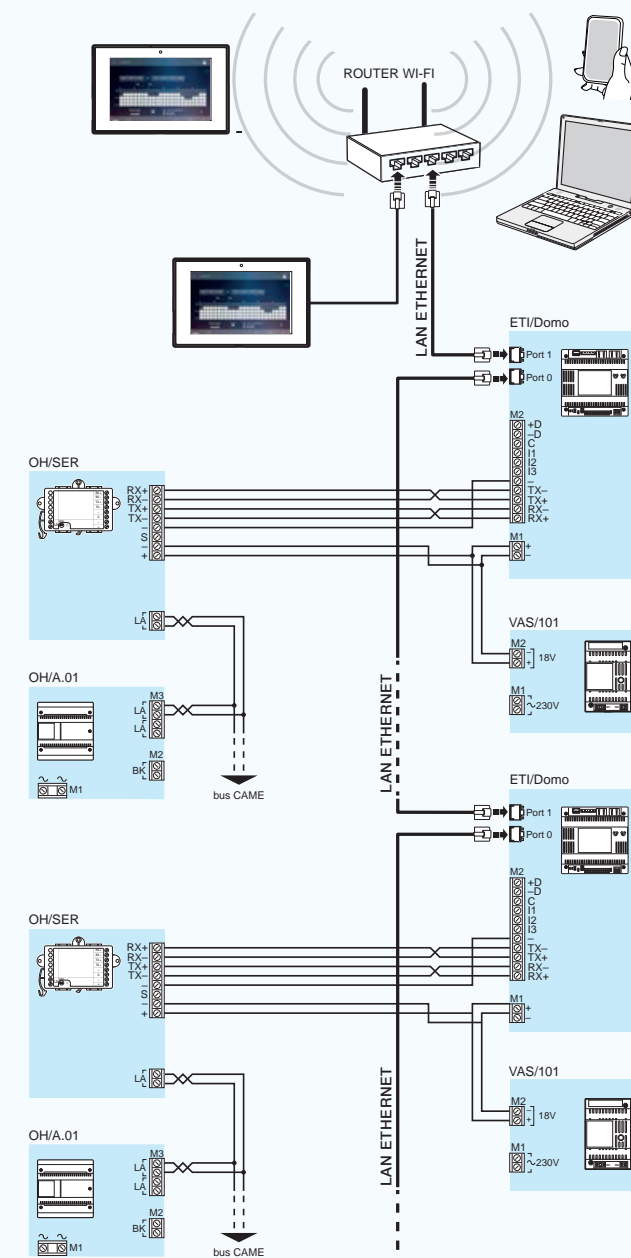 ROUTER WI-FI
LAN ETHERNET
ETI/Domo
Port 1
Port 0
M2
+D
–D
C
I1
I2
I3
–
TX–
TX+
RX–
RX+
M1
+
–
OH/SER
RX+
RX–
TX+
TX–
–
S
–
+
LA
VAS/101
M2
–
+
18V
M1
~230V
OH/A.01
M3
LA
LA
M2
BK
~ ~
M1
bus CAME
LAN ETHERNET
ETI/Domo
Port 1
Port 0
M2
+D
–D
C
I1
I2
I3
–
TX–
TX+
RX–
RX+
M1
+
–
OH/SER
RX+
RX–
TX+
TX–
–
S
–
+
LA
VAS/101
M2
–
+
18V
M1
~230V
LAN ETHERNET
OH/A.01
M3
LA
LA
M2
BK
~ ~
M1
bus CAME